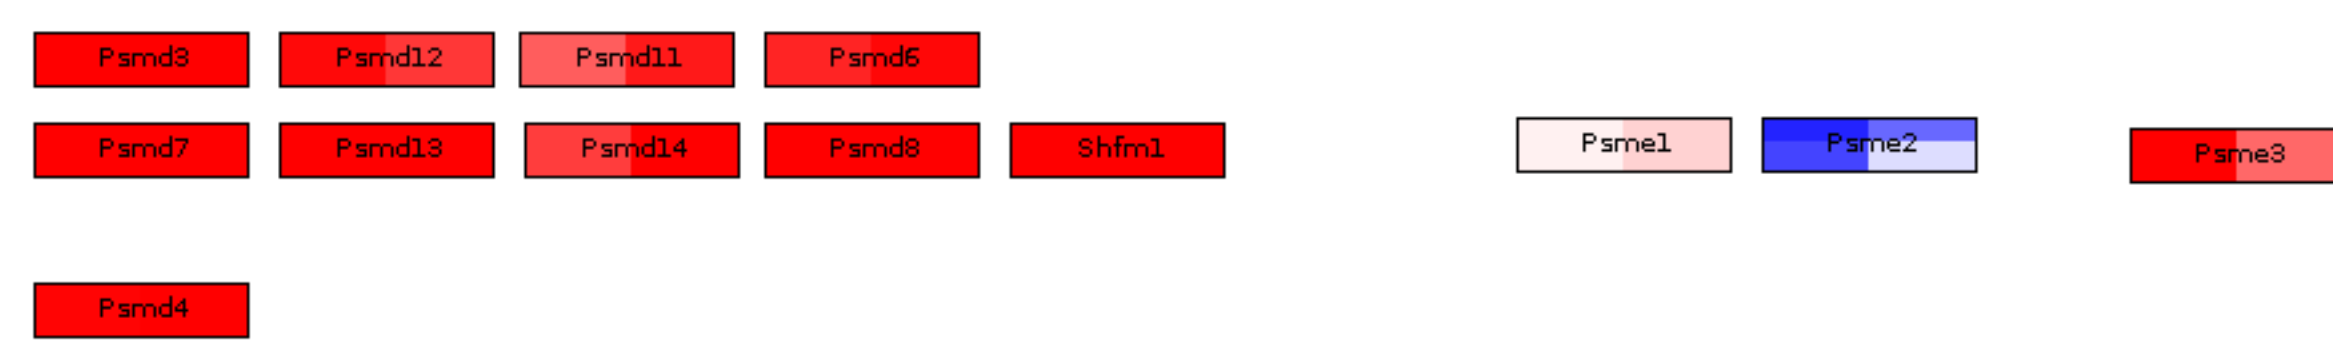 Psmd3 Psmd12 Psmd11 Psmd6
Psmd7 Psmd13 Psmd14 Psmd8 Shfm1 Psme1 Psme2 Psme3
Psmd4